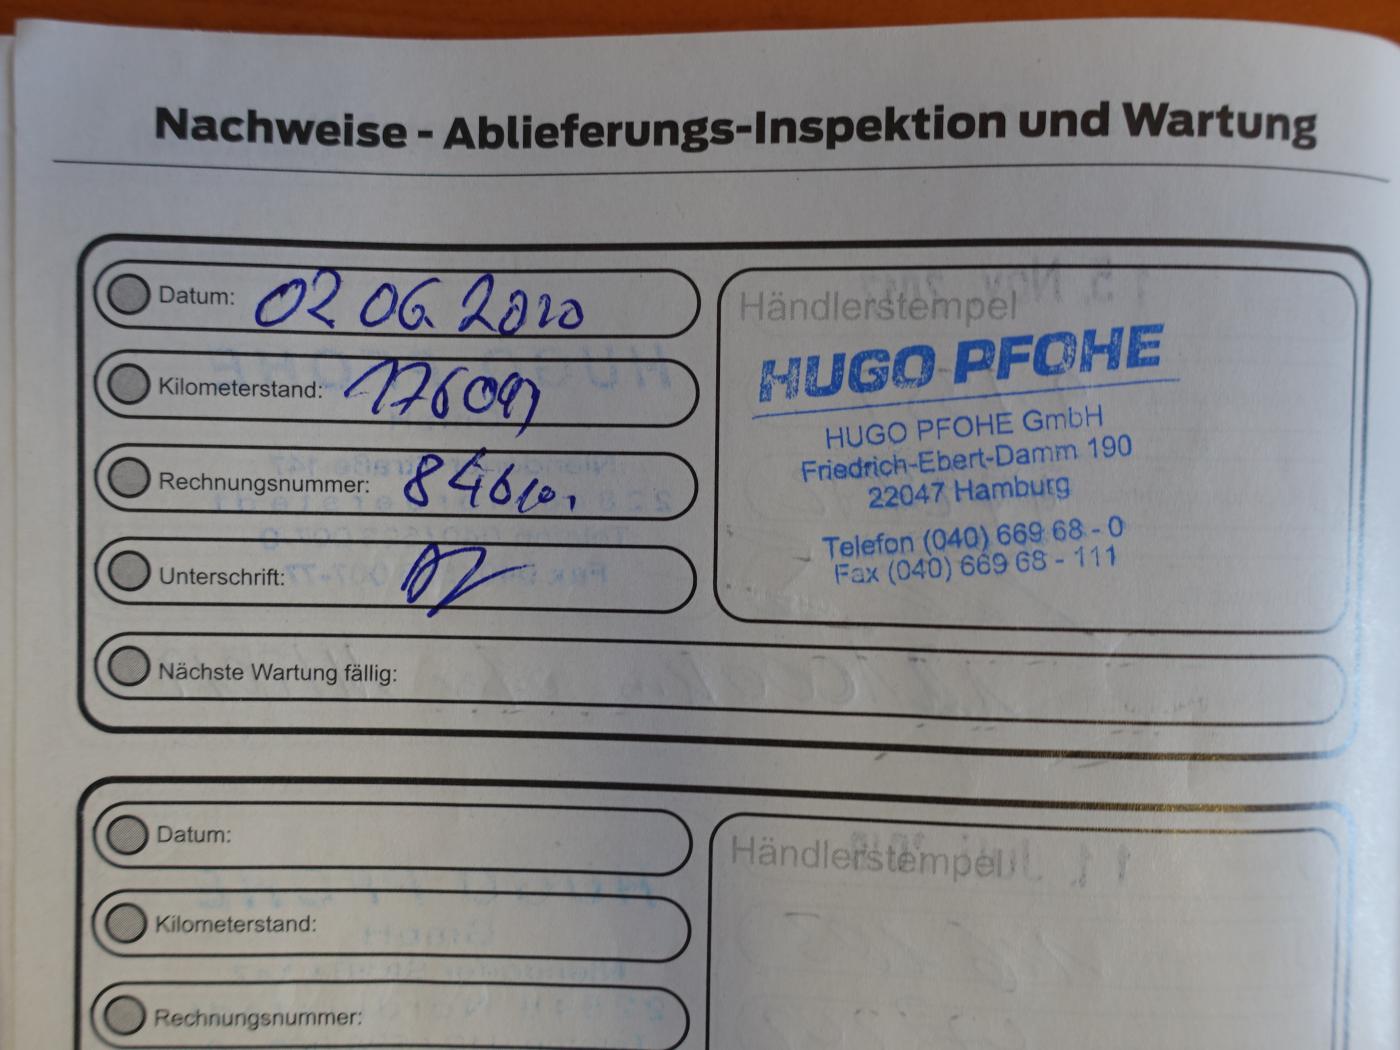 Nachweise - Ablieferungs-Inspektion und Wartung
Datum: 02 06. 2020
Kilometerstand:
Rechnungsnummer:
Unterschrift:
Nächste Wartung fällig:
Händlerstempel
HUGO PFOHE
HUGO PFOHE GmbH
Friedrich-Ebert-Damm 190
22047 Hamburg
Telefon (040) 669 68 - 0
Fax (040) 669 68 - 111
Datum:
Kilometerstand:
Rechnungsnummer:
Händlerstempel